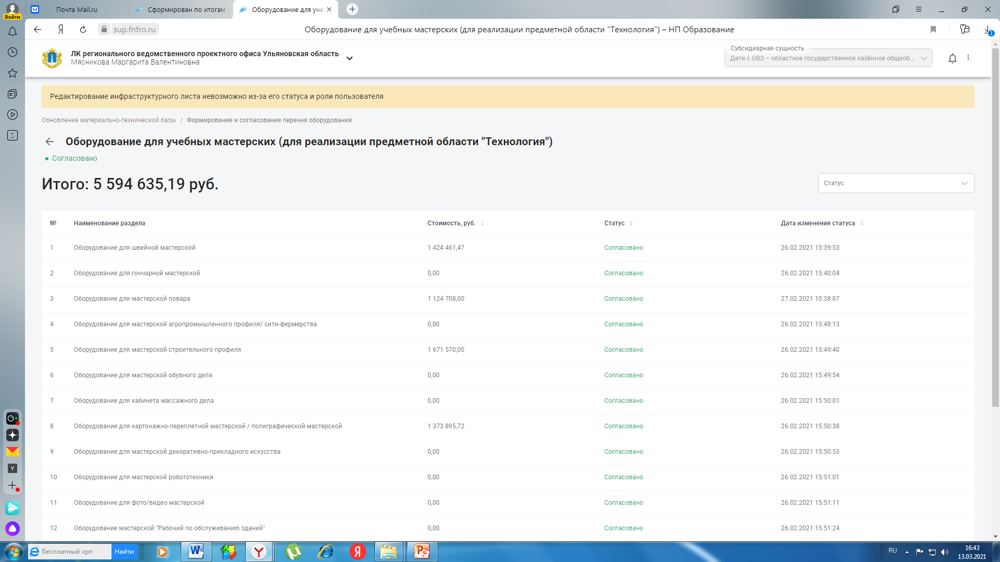 Войти
Почта Mail.ru
Сформирован по итогам
Оборудование для уче
sup.fnfro.ru
Оборудование для учебных мастерских (для реализации предметной области "Технология") – НП Образование
1
ЛК регионального ведомственного проектного офиса Ульяновская область
Мясникова Маргарита Валентиновна
Субсидиарная сущность
Дети с ОВЗ – областное государственное казённое общеоб...
5
Редактирование инфраструктурного листа невозможно из-за его статуса и роли пользователя
Обновление материально-технической базы / Формирование и согласование перечня оборудования
Оборудование для учебных мастерских (для реализации предметной области "Технология")
Согласовано
Итого: 5 594 635,19 руб.
Статус
№ Наименование раздела Стоимость, руб. Статус Дата изменения статуса
1 Оборудование для швейной мастерской 1 424 461,47 Согласовано 26.02.2021 15:39:53
2 Оборудование для гончарной мастерской 0,00 Согласовано 26.02.2021 15:40:04
3 Оборудование для мастерской повара 1 124 708,00 Согласовано 27.02.2021 10:38:07
4 Оборудование для мастерской агропромышленного профиля/ сити-фермерства 0,00 Согласовано 26.02.2021 15:48:13
5 Оборудование для мастерской строительного профиля 1 671 570,00 Согласовано 26.02.2021 15:49:40
6 Оборудование для мастерской обувного дела 0,00 Согласовано 26.02.2021 15:49:54
7 Оборудование для кабинета массажного дела 0,00 Согласовано 26.02.2021 15:50:01
8 Оборудование для картонажно-переплетной мастерской / полиграфической мастерской 1 373 895,72 Согласовано 26.02.2021 15:50:38
9 Оборудование для мастерской декоративно-прикладного искусства 0,00 Согласовано 26.02.2021 15:50:53
10 Оборудование для мастерской робототехники 0,00 Согласовано 26.02.2021 15:51:01
11 Оборудование для фото/видео мастерской 0,00 Согласовано 26.02.2021 15:51:11
12 Оборудование мастерской "Рабочий по обслуживанию зданий" 0,00 Согласовано 26.02.2021 15:51:24
бесплатный vpn
Найти
RU
16:43
13.03.2021